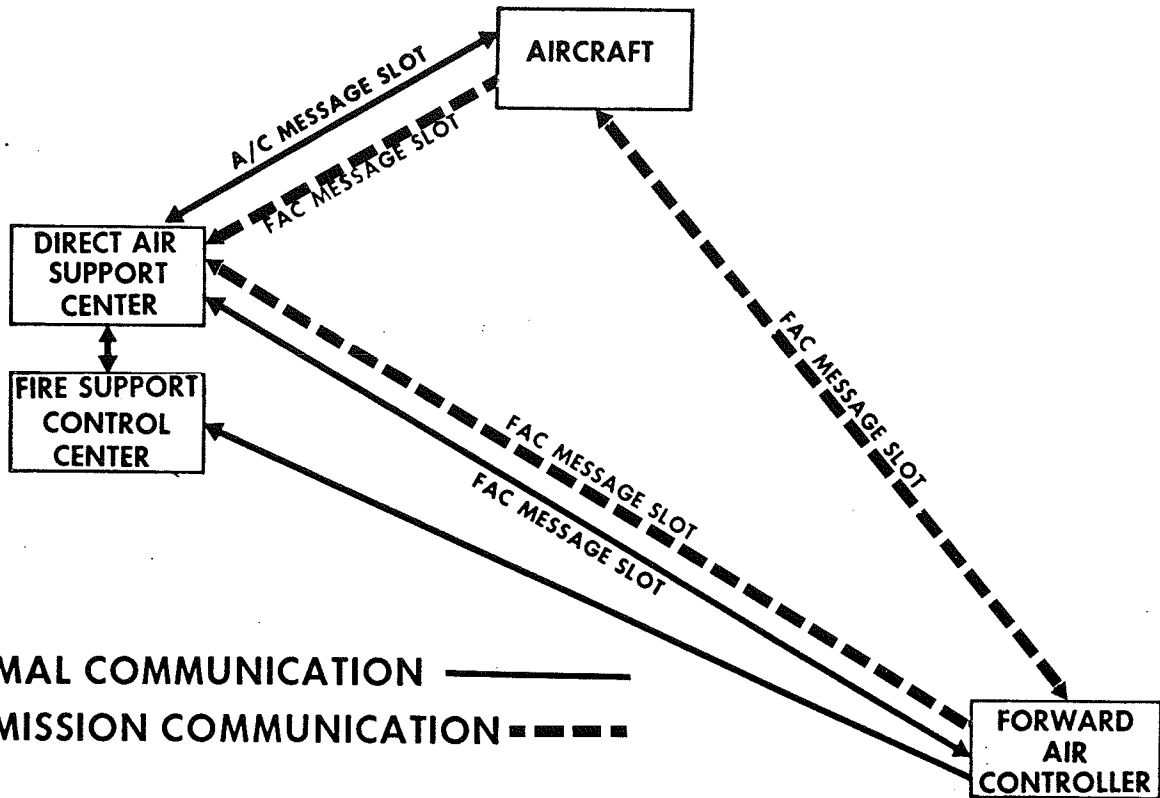 AIRCRAFT
A/C MESSAGE SLOT
FAC MESSAGE SLOT
DIRECT AIR
SUPPORT
CENTER
FIRE SUPPORT
CONTROL
CENTER
FAC MESSAGE SLOT
FAC MESSAGE SLOT
FAC MESSAGE SLOT
MAL COMMUNICATION
MISSION COMMUNICATION
FORWARD
AIR
CONTROLLER